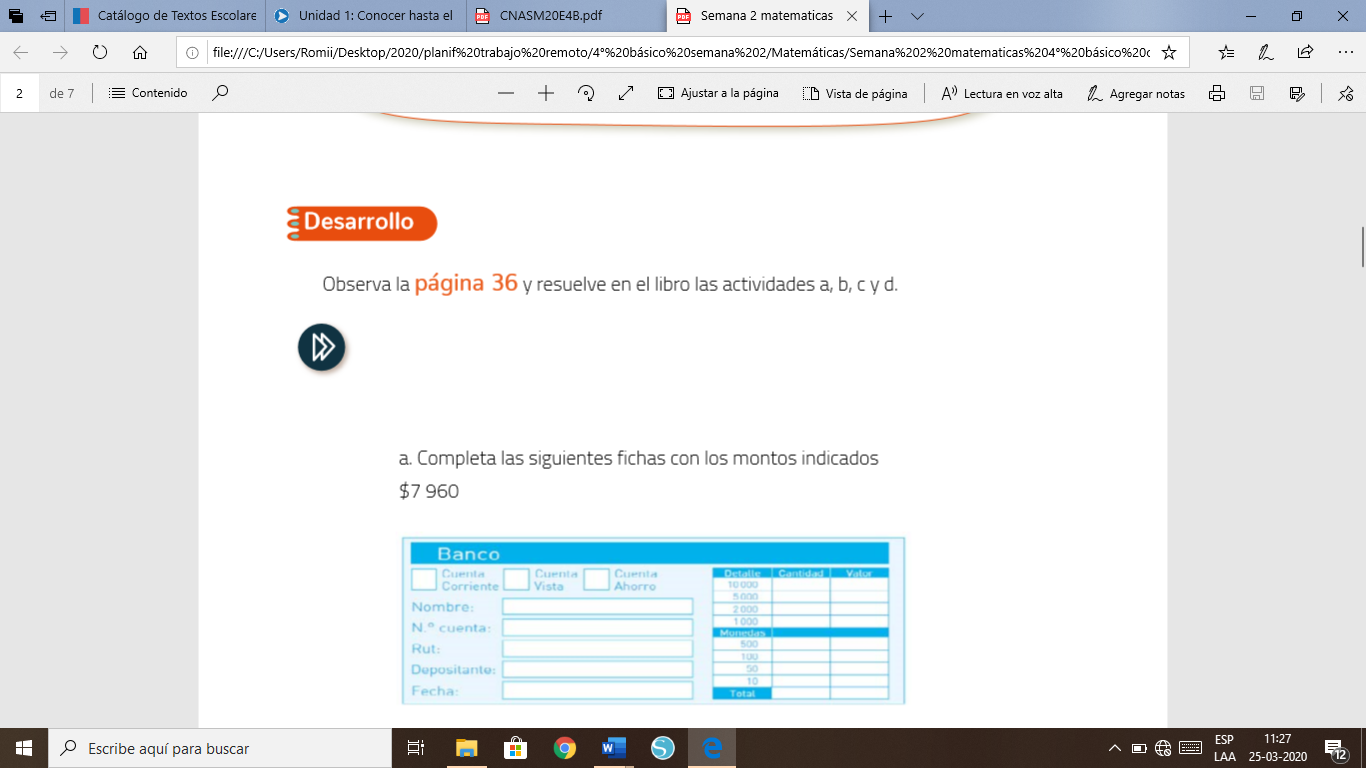 Catálogo de Textos Escolare
Unidad 1: Conocer hasta el
CNASM20E4B.pdf
Semana 2 matematicas
file:///C:/Users/Romii/Desktop/2020/planif%20trabajo%20remoto/4°%20básico%20semana%202/Matemáticas/Semana%202%20matematicas%204°%20básico%20c
2 de 7 Contenido Ajustar a la página Vista de página Lectura en voz alta Agregar notas
Desarrollo
Observa la página 36 y resuelve en el libro las actividades a, b, c y d.
a. Completa las siguientes fichas con los montos indicados
$7 960
Banco
Cuenta Corriente
Cuenta Vista
Cuenta Ahorro
Nombre:
N.º cuenta:
Rut:
Depositante:
Fecha:
Detalle Cantidad Valor
10 000
5 000
2 000
1 000
Monedas
500
100
50
10
Total
Escribe aquí para buscar
ESP 11:27
LAA 25-03-2020
12